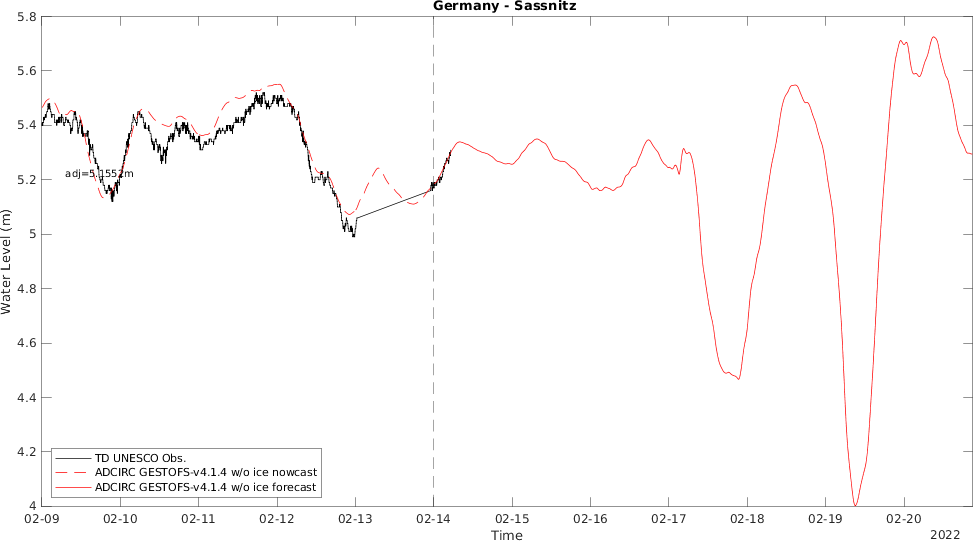 Germany - Sassnitz
5.8
5.6
5.4
5.2
5
4.8
4.6
4.4
4.2
4
Water Level (m)
adj=5.1552m
TD UNESCO Obs.
ADCIRC GESTOFS-v4.1.4 w/o ice nowcast
ADCIRC GESTOFS-v4.1.4 w/o ice forecast
02-09 02-10 02-11 02-12 02-13 02-14 02-15 02-16 02-17 02-18 02-19 02-20
Time
2022